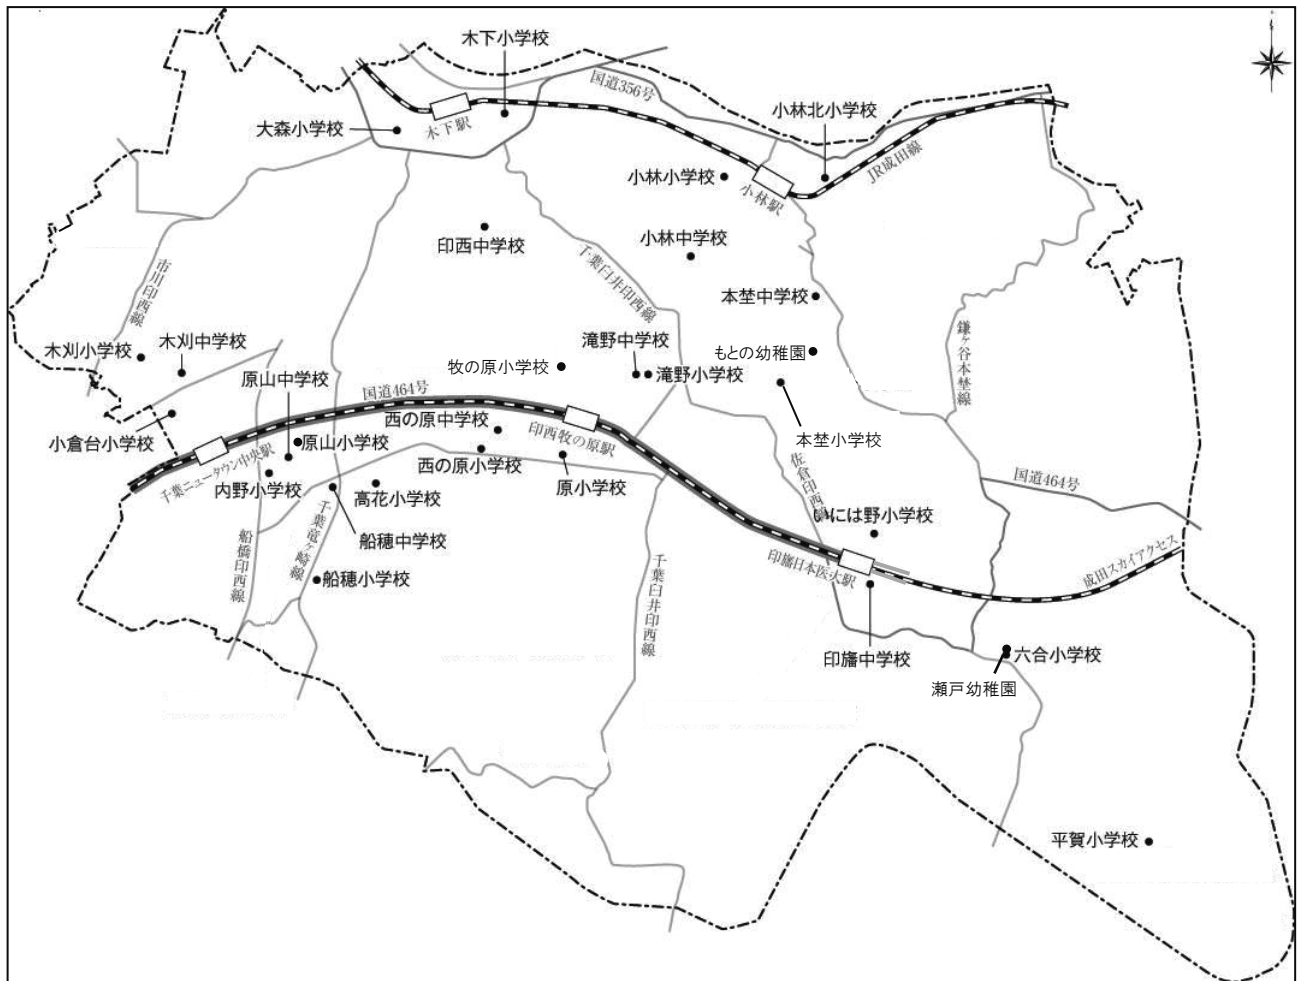 木下小学校
国道356号
小林北小学校
大森小学校
木下駅
JR成田線
小林小学校
小林駅
印西中学校
小林中学校
千葉臼井印西線
市川印西線
本埜中学校
木刈小学校
木刈中学校
滝野中学校
もとの幼稚園
鎌ヶ谷本埜線
牧の原小学校
滝野小学校
原山中学校
国道464号
小倉台小学校
原山小学校
西の原中学校
印西牧の原駅
本埜小学校
千葉ニュータウン中央駅
西の原小学校
佐倉印西線
国道464号
内野小学校
高花小学校
原小学校
いには野小学校
船橋印西線
千葉竜ヶ崎線
船穂中学校
印旛日本医大駅
成田スカイアクセス
船穂小学校
千葉臼井印西線
印旛中学校
六合小学校
瀬戸幼稚園
平賀小学校